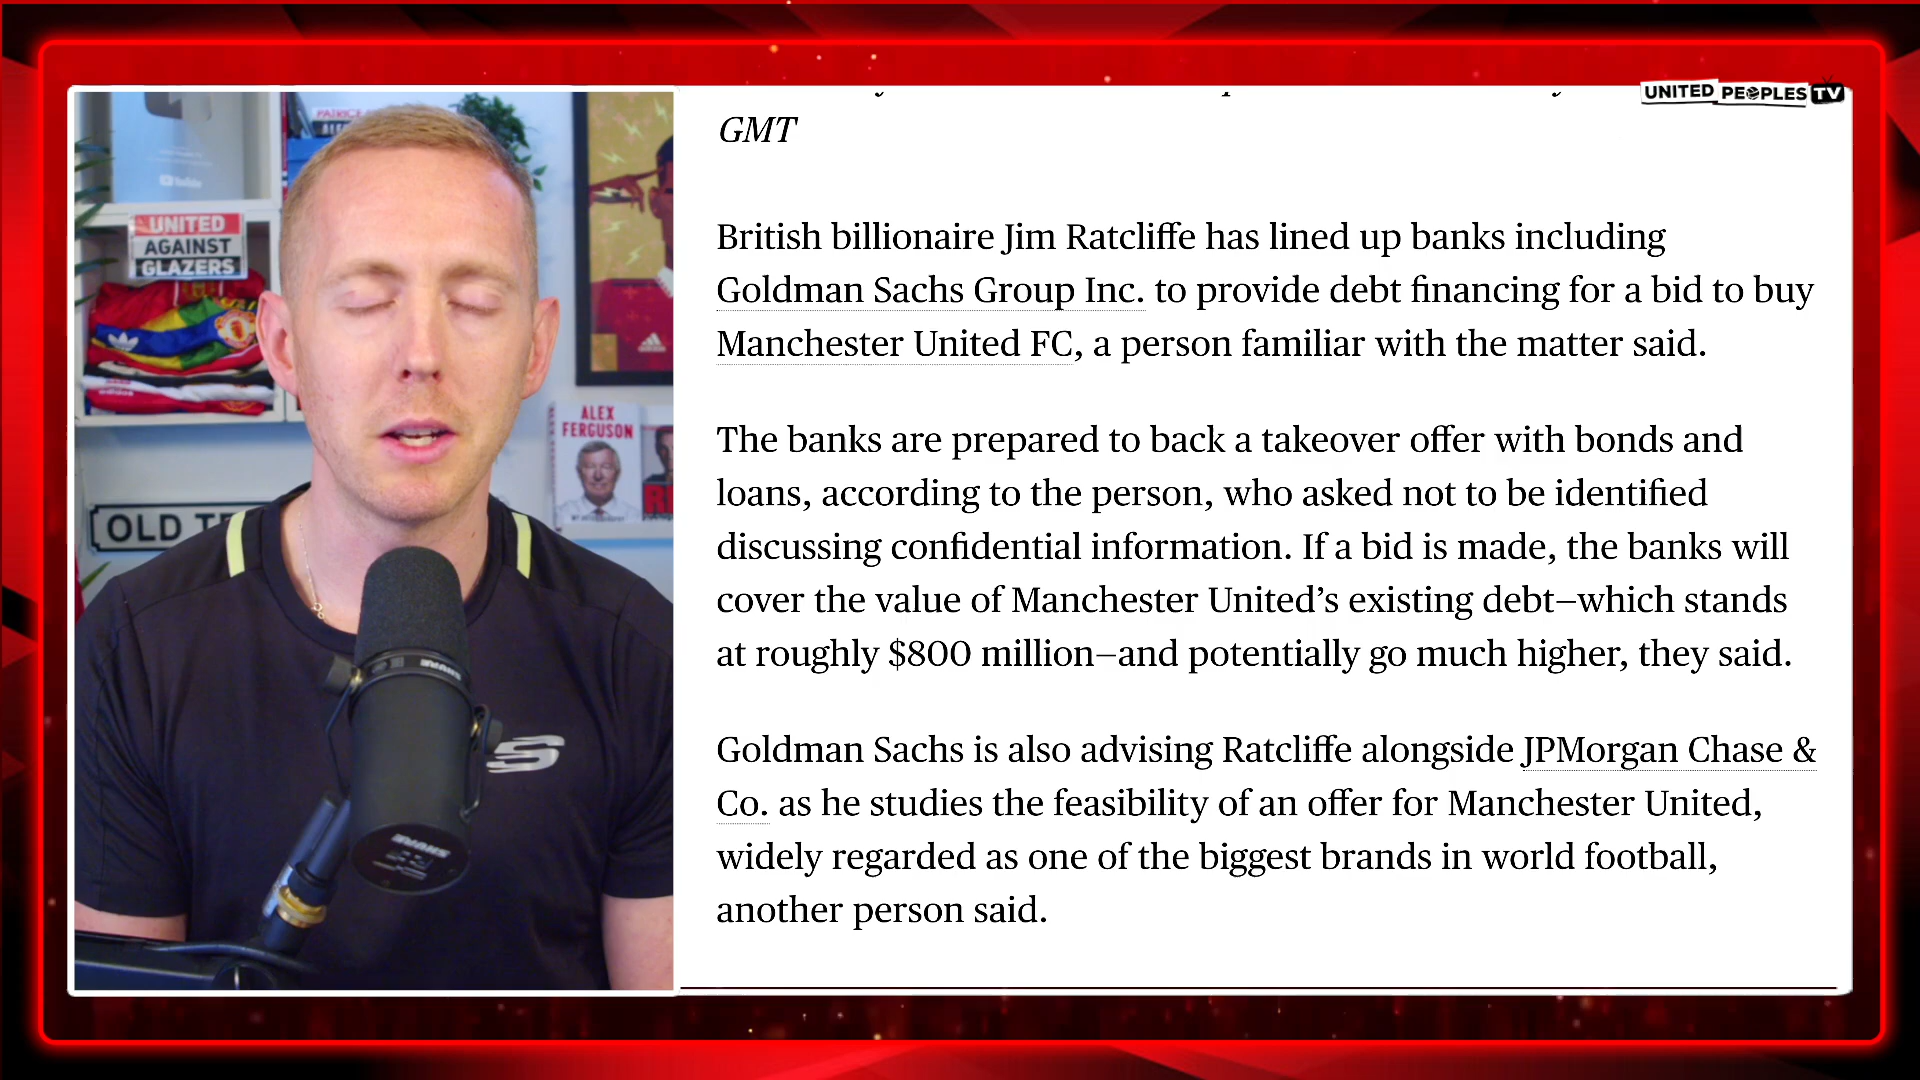 UNITED PEOPLES TV
GMT
British billionaire Jim Ratcliffe has lined up banks including
Goldman Sachs Group Inc. to provide debt financing for a bid to buy
Manchester United FC, a person familiar with the matter said.
The banks are prepared to back a takeover offer with bonds and
loans, according to the person, who asked not to be identified
discussing confidential information. If a bid is made, the banks will
cover the value of Manchester United’s existing debt—which stands
at roughly $800 million—and potentially go much higher, they said.
Goldman Sachs is also advising Ratcliffe alongside JPMorgan Chase &
Co. as he studies the feasibility of an offer for Manchester United,
widely regarded as one of the biggest brands in world football,
another person said.
PATRICE
YouTube
UNITED
AGAINST
GLAZERS
ALEX
FERGUSON
OLD
SHURE
SHURE